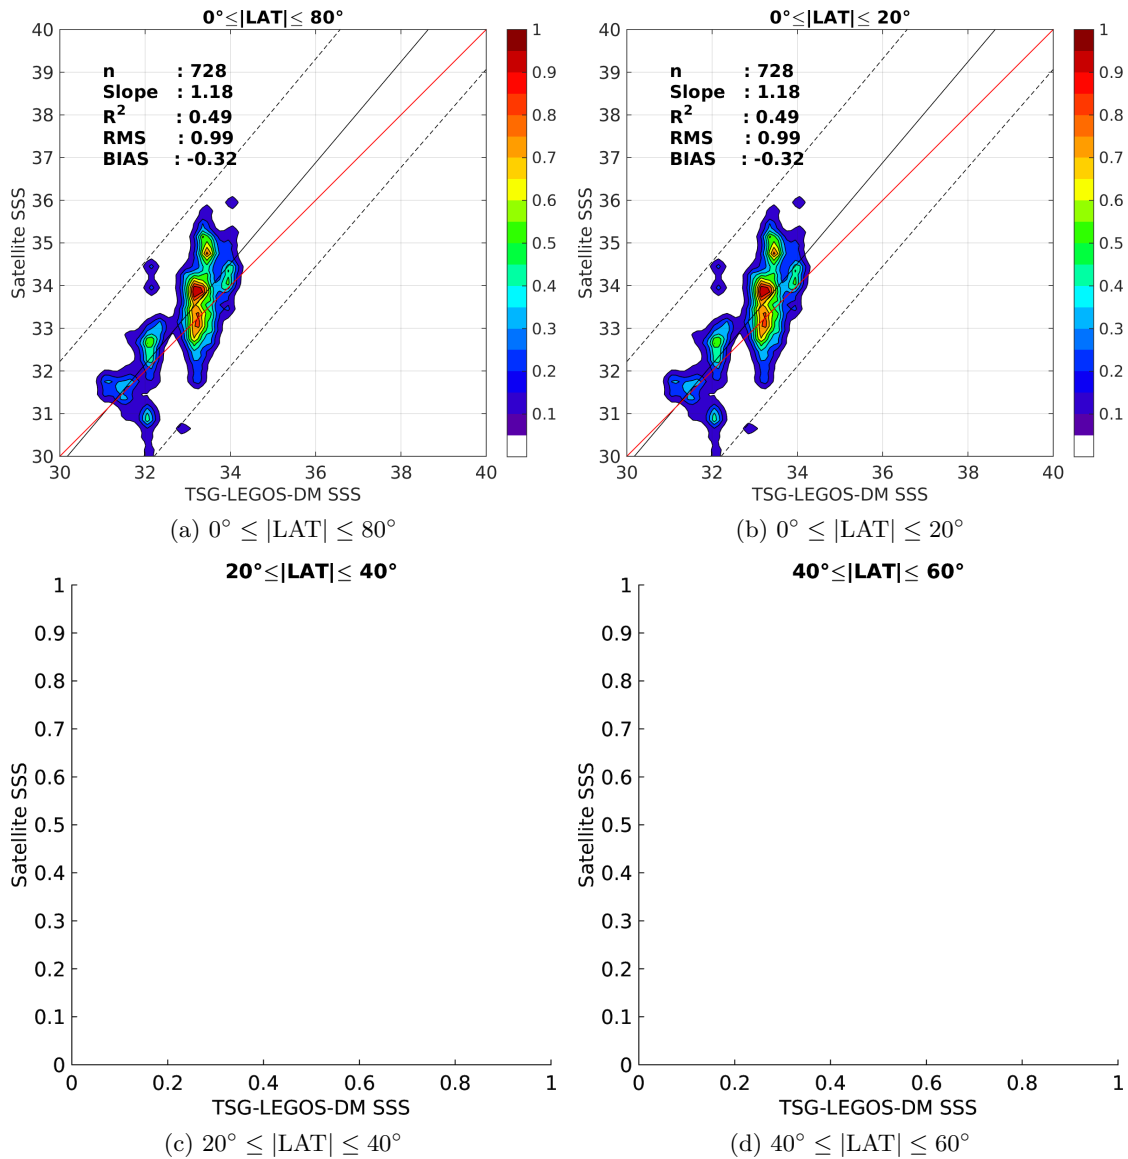 0°≤|LAT|≤ 80°
40
39
38
37
36
35
34
33
32
31
30
Satellite SSS
n : 728
Slope : 1.18
R² : 0.49
RMS : 0.99
BIAS : -0.32
30 32 34 36 38 40
TSG-LEGOS-DM SSS
1
0.9
0.8
0.7
0.6
0.5
0.4
0.3
0.2
0.1
(a) 0° ≤ |LAT| ≤ 80°
0°≤|LAT|≤ 20°
40
39
38
37
36
35
34
33
32
31
30
Satellite SSS
n : 728
Slope : 1.18
R² : 0.49
RMS : 0.99
BIAS : -0.32
30 32 34 36 38 40
TSG-LEGOS-DM SSS
1
0.9
0.8
0.7
0.6
0.5
0.4
0.3
0.2
0.1
(b) 0° ≤ |LAT| ≤ 20°
20°≤|LAT|≤ 40°
1
0.9
0.8
0.7
0.6
0.5
0.4
0.3
0.2
0.1
0
Satellite SSS
0 0.2 0.4 0.6 0.8 1
TSG-LEGOS-DM SSS
(c) 20° ≤ |LAT| ≤ 40°
40°≤|LAT|≤ 60°
1
0.9
0.8
0.7
0.6
0.5
0.4
0.3
0.2
0.1
0
Satellite SSS
0 0.2 0.4 0.6 0.8 1
TSG-LEGOS-DM SSS
(d) 40° ≤ |LAT| ≤ 60°